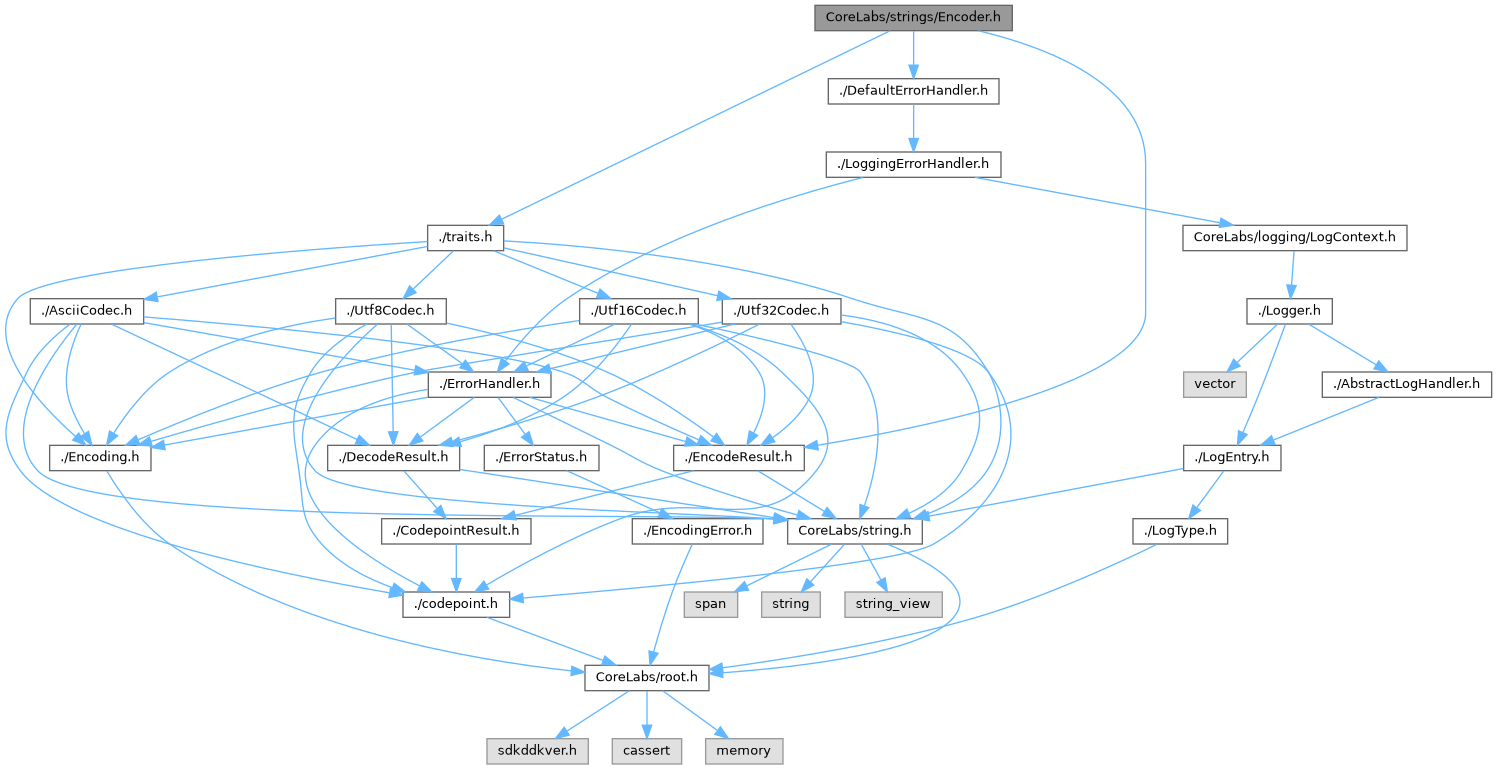 CoreLabs/strings/Encoder.h
./DefaultErrorHandler.h
./LoggingErrorHandler.h
./traits.h
CoreLabs/logging/LogContext.h
./AsciiCodec.h
./Utf8Codec.h
./Utf16Codec.h
./Utf32Codec.h
./Logger.h
./ErrorHandler.h
vector
./AbstractLogHandler.h
./Encoding.h
./DecodeResult.h
./ErrorStatus.h
./EncodeResult.h
./LogEntry.h
./CodepointResult.h
./EncodingError.h
CoreLabs/string.h
./LogType.h
./codepoint.h
span
string
string_view
CoreLabs/root.h
sdkddkver.h
cassert
memory